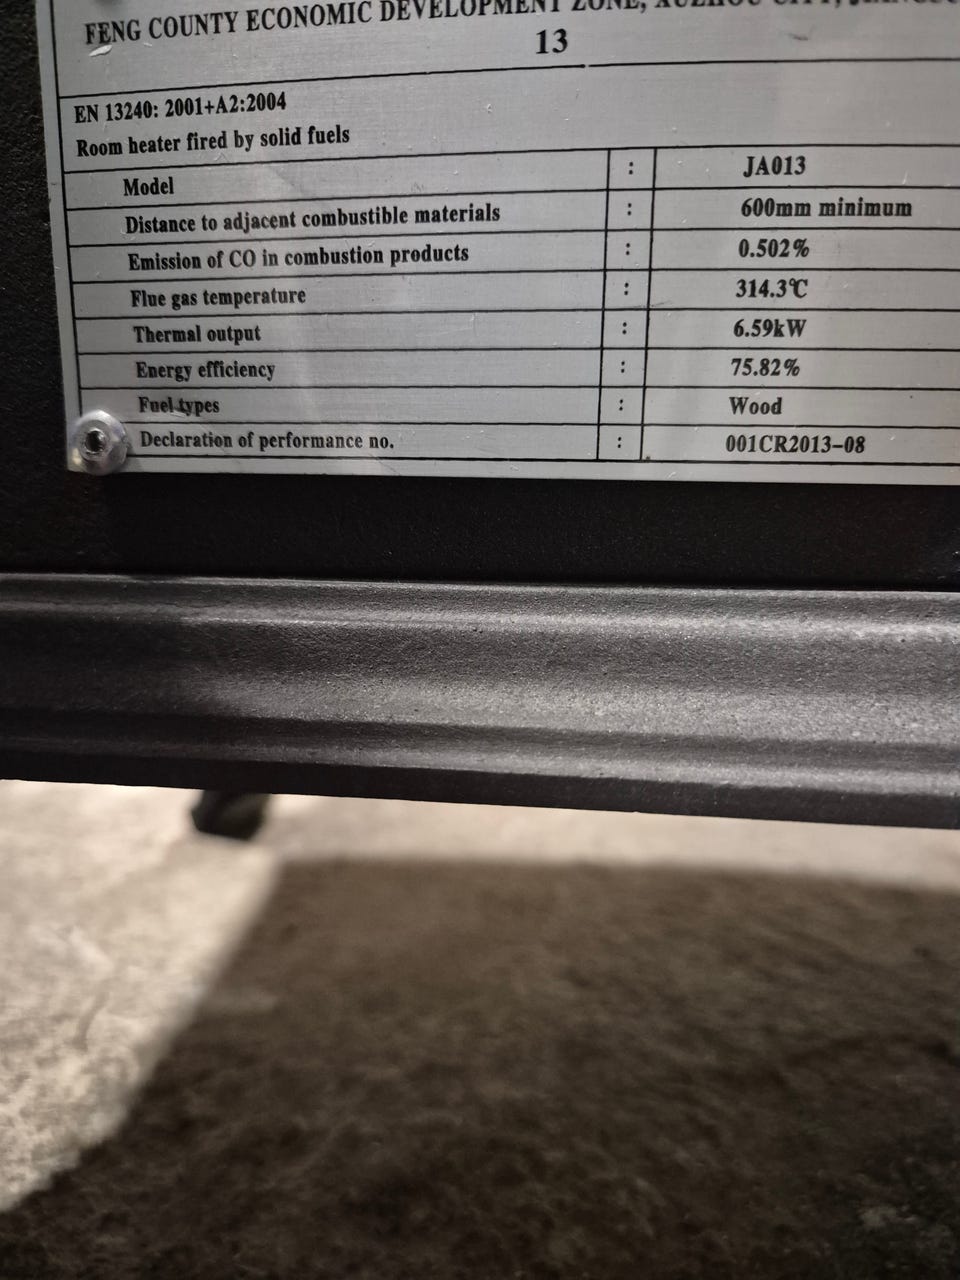 FENG COUNTY ECONOMIC DEVELOPMENT ZONE,
13
EN 13240: 2001+A2:2004
Room heater fired by solid fuels
Model : JA013
Distance to adjacent combustible materials : 600mm minimum
Emission of CO in combustion products : 0.502%
Flue gas temperature : 314.3℃
Thermal output : 6.59kW
Energy efficiency : 75.82%
Fuel types : Wood
Declaration of performance no. : 001CR2013-08